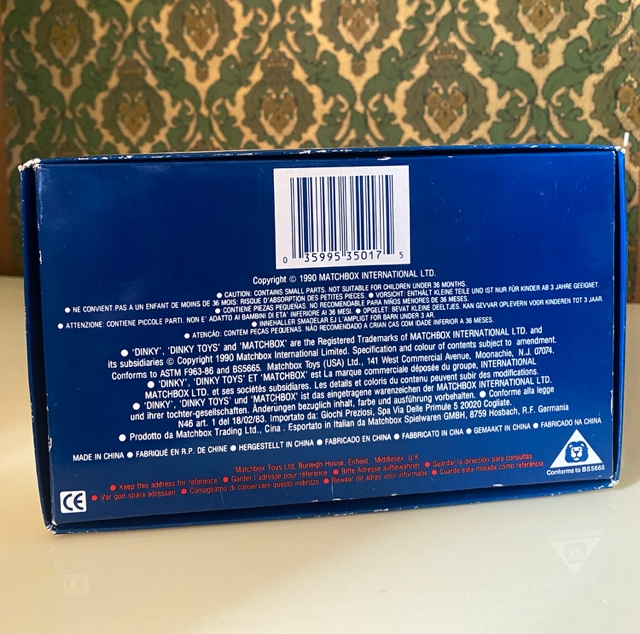 0 35995 35017 5
Copyright © 1990 MATCHBOX INTERNATIONAL LTD.
● CAUTION: CONTAINS SMALL PARTS. NOT SUITABLE FOR CHILDREN UNDER 36 MONTHS.
● NE CONVIENT PAS A UN ENFANT DE MOINS DE 36 MOIS: RISQUE D'ABSORPTION DES PETITES PIECES. ● VORSICHT: ENTHÄLT KLEINE TEILE UND IST NUR FÜR KINDER AB 3 JAHRE GEEIGNET.
● CONTIENE PIEZAS PEQUEÑAS. NO RECOMENDABLE PARA NIÑOS MENORES DE 36 MESES.
● ATTENZIONE: CONTIENE PICCOLE PARTI. NON E' ADATTO AI BAMBINI DI ETA' INFERIORE AI 36 MESI. ● OPGELET: BEVAT KLEINE DEELTJES. KAN GEVVAR OPLEVERN VOOR KINDEREN TOT 3 JAAR.
● INNEHALLER SMADELAR EJ LAMPLIGT FOR BARN UNDER 3 AR.
● ATENCÃO: CONTÉM PEÇAS PEQUENAS. NÃO RECOMENDADO A CRIAN ÇAS COM IDADE INFERIOR A 36 MESES.
● 'DINKY', 'DINKY TOYS' and 'MATCHBOX' are the Registered Trademarks of MATCHBOX INTERNATIONAL LTD. and
its subsidiaries © Copyright 1990 Matchbox International Limited. Specification and colour of contents subject to amendment.
Conforms to ASTM F963-86 and BS5665. Matchbox Toys (USA) Ltd., 141 West Commercial Avenue, Moonachie, N.J. 07074.
● 'DINKY', 'DINKY TOYS' ET 'MATCHBOX' est La marque commerciale déposée du groupe, INTERNATIONAL
MATCHBOX LTD. et ses sociétés subsidiares. Les details et coloris du contenu peuvent subir des modifications.
● 'DINKY', 'DINKY TOYS' und 'MATCHBOX' ist das eingetragene warenzeichen der MATCHBOX INTERNATIONAL LTD.
und ihrer tochter-gesellschaften. Änderungen bezuglich inhalt, farbe und ausführung vorbehalten. ● Conforme alla legge
N46 art. 1 del 18/02/83. Importato da: Giochi Preziosi, Spa Via Delle Primule 5 20020 Cogliate.
● Prodotto da Matchbox Trading Ltd., Cina . Esportato in Italian da Matchbox Spielwaren GMBH, 8759 Hosbach, R.F. Germania
MADE IN CHINA ● FABRIQUÉ EN R.P. DE CHINE ● HERGESTELLT IN CHINA ● FABRICADO EN CHINA ● FABBRICATO IN CINA ● GEMAAKT IN CHINA ● FABRICADO NA CHINA
Matchbox Toys Ltd, Burleigh House, Enfield , Middlesex , U.K
● Keep this address for reference ● Garder l'adresse pour référence ● Bitte Adresse aufbewahren ● Guardar la dirección para consultas
● Var god spara adressen ● Consigliamo di conservare questo indirizzo ● Bewaar dit adres voor informatie ● Guarde esta morada como referência
CE
Conforms to BS5665